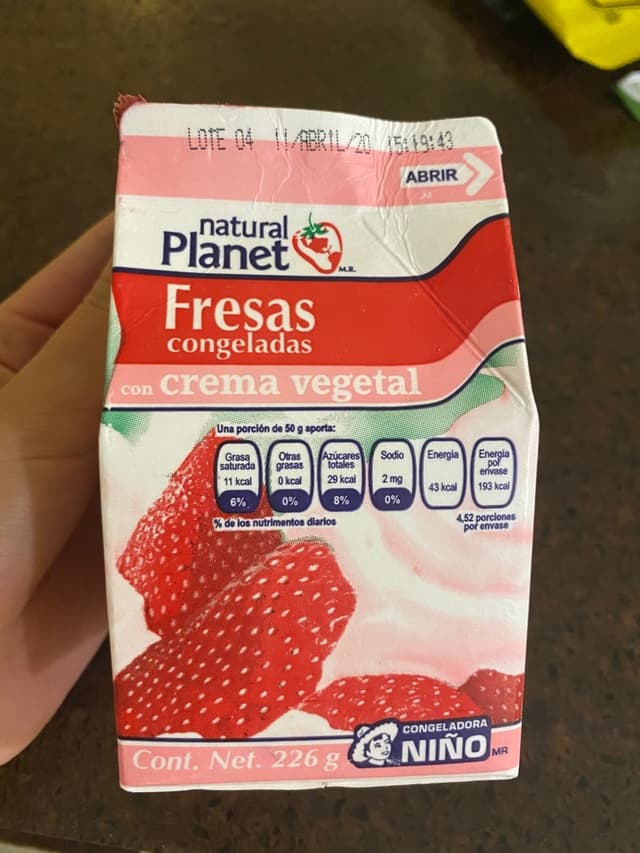 LOTE 04 11/ABRIL/20 15:19:43
ABRIR
natural
Planet
M.R.
Fresas
congeladas
con crema vegetal
Una porción de 50 g aporta:
Grasa saturada 11 kcal 6%
Otras grasas 0 kcal 0%
Azúcares totales 29 kcal 8%
Sodio 2 mg 0%
Energía 43 kcal
Energía por envase 193 kcal
% de los nutrimentos diarios
4,52 porciones
por envase
CONGELADORA
NIÑO MR
Cont. Net. 226 g